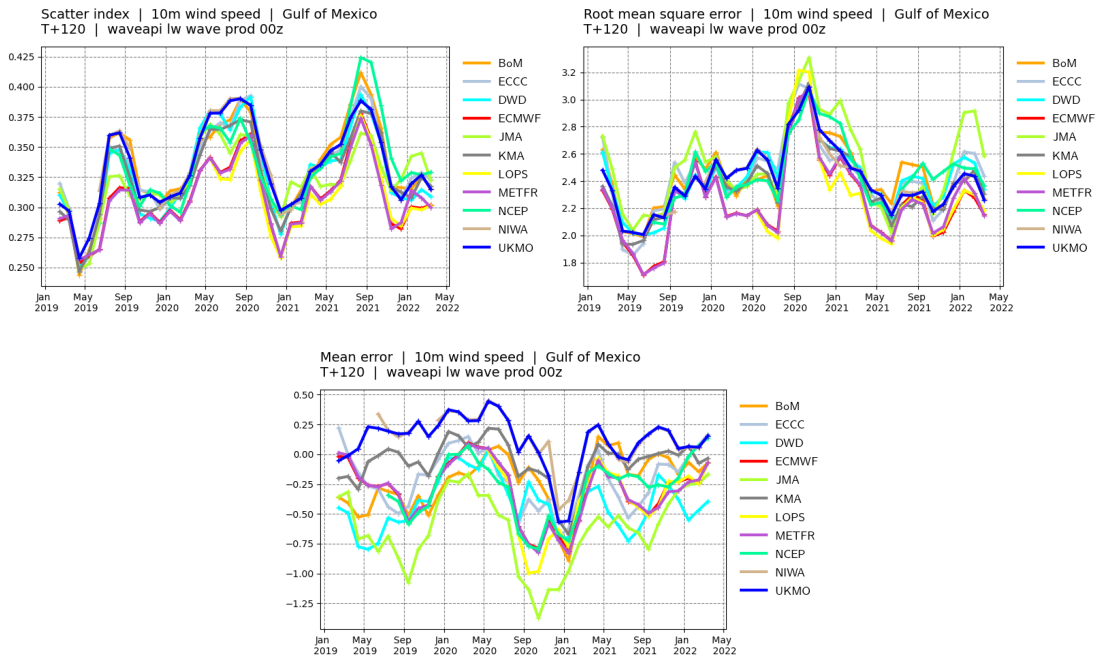 Scatter index | 10m wind speed | Gulf of Mexico
T+120 | waveapi lw wave prod 00z
0.425
0.400
0.375
0.350
0.325
0.300
0.275
0.250
Jan May Sep Jan May Sep Jan May Sep Jan May
2019 2019 2019 2020 2020 2020 2021 2021 2021 2022 2022
BoM
ECCC
DWD
ECMWF
JMA
KMA
LOPS
METFR
NCEP
NIWA
UKMO
Root mean square error | 10m wind speed | Gulf of Mexico
T+120 | waveapi lw wave prod 00z
3.2
3.0
2.8
2.6
2.4
2.2
2.0
1.8
Jan May Sep Jan May Sep Jan May Sep Jan May
2019 2019 2019 2020 2020 2020 2021 2021 2021 2022 2022
BoM
ECCC
DWD
ECMWF
JMA
KMA
LOPS
METFR
NCEP
NIWA
UKMO
Mean error | 10m wind speed | Gulf of Mexico
T+120 | waveapi lw wave prod 00z
0.50
0.25
0.00
−0.25
−0.50
−0.75
−1.00
−1.25
Jan May Sep Jan May Sep Jan May Sep Jan May
2019 2019 2019 2020 2020 2020 2021 2021 2021 2022 2022
BoM
ECCC
DWD
ECMWF
JMA
KMA
LOPS
METFR
NCEP
NIWA
UKMO